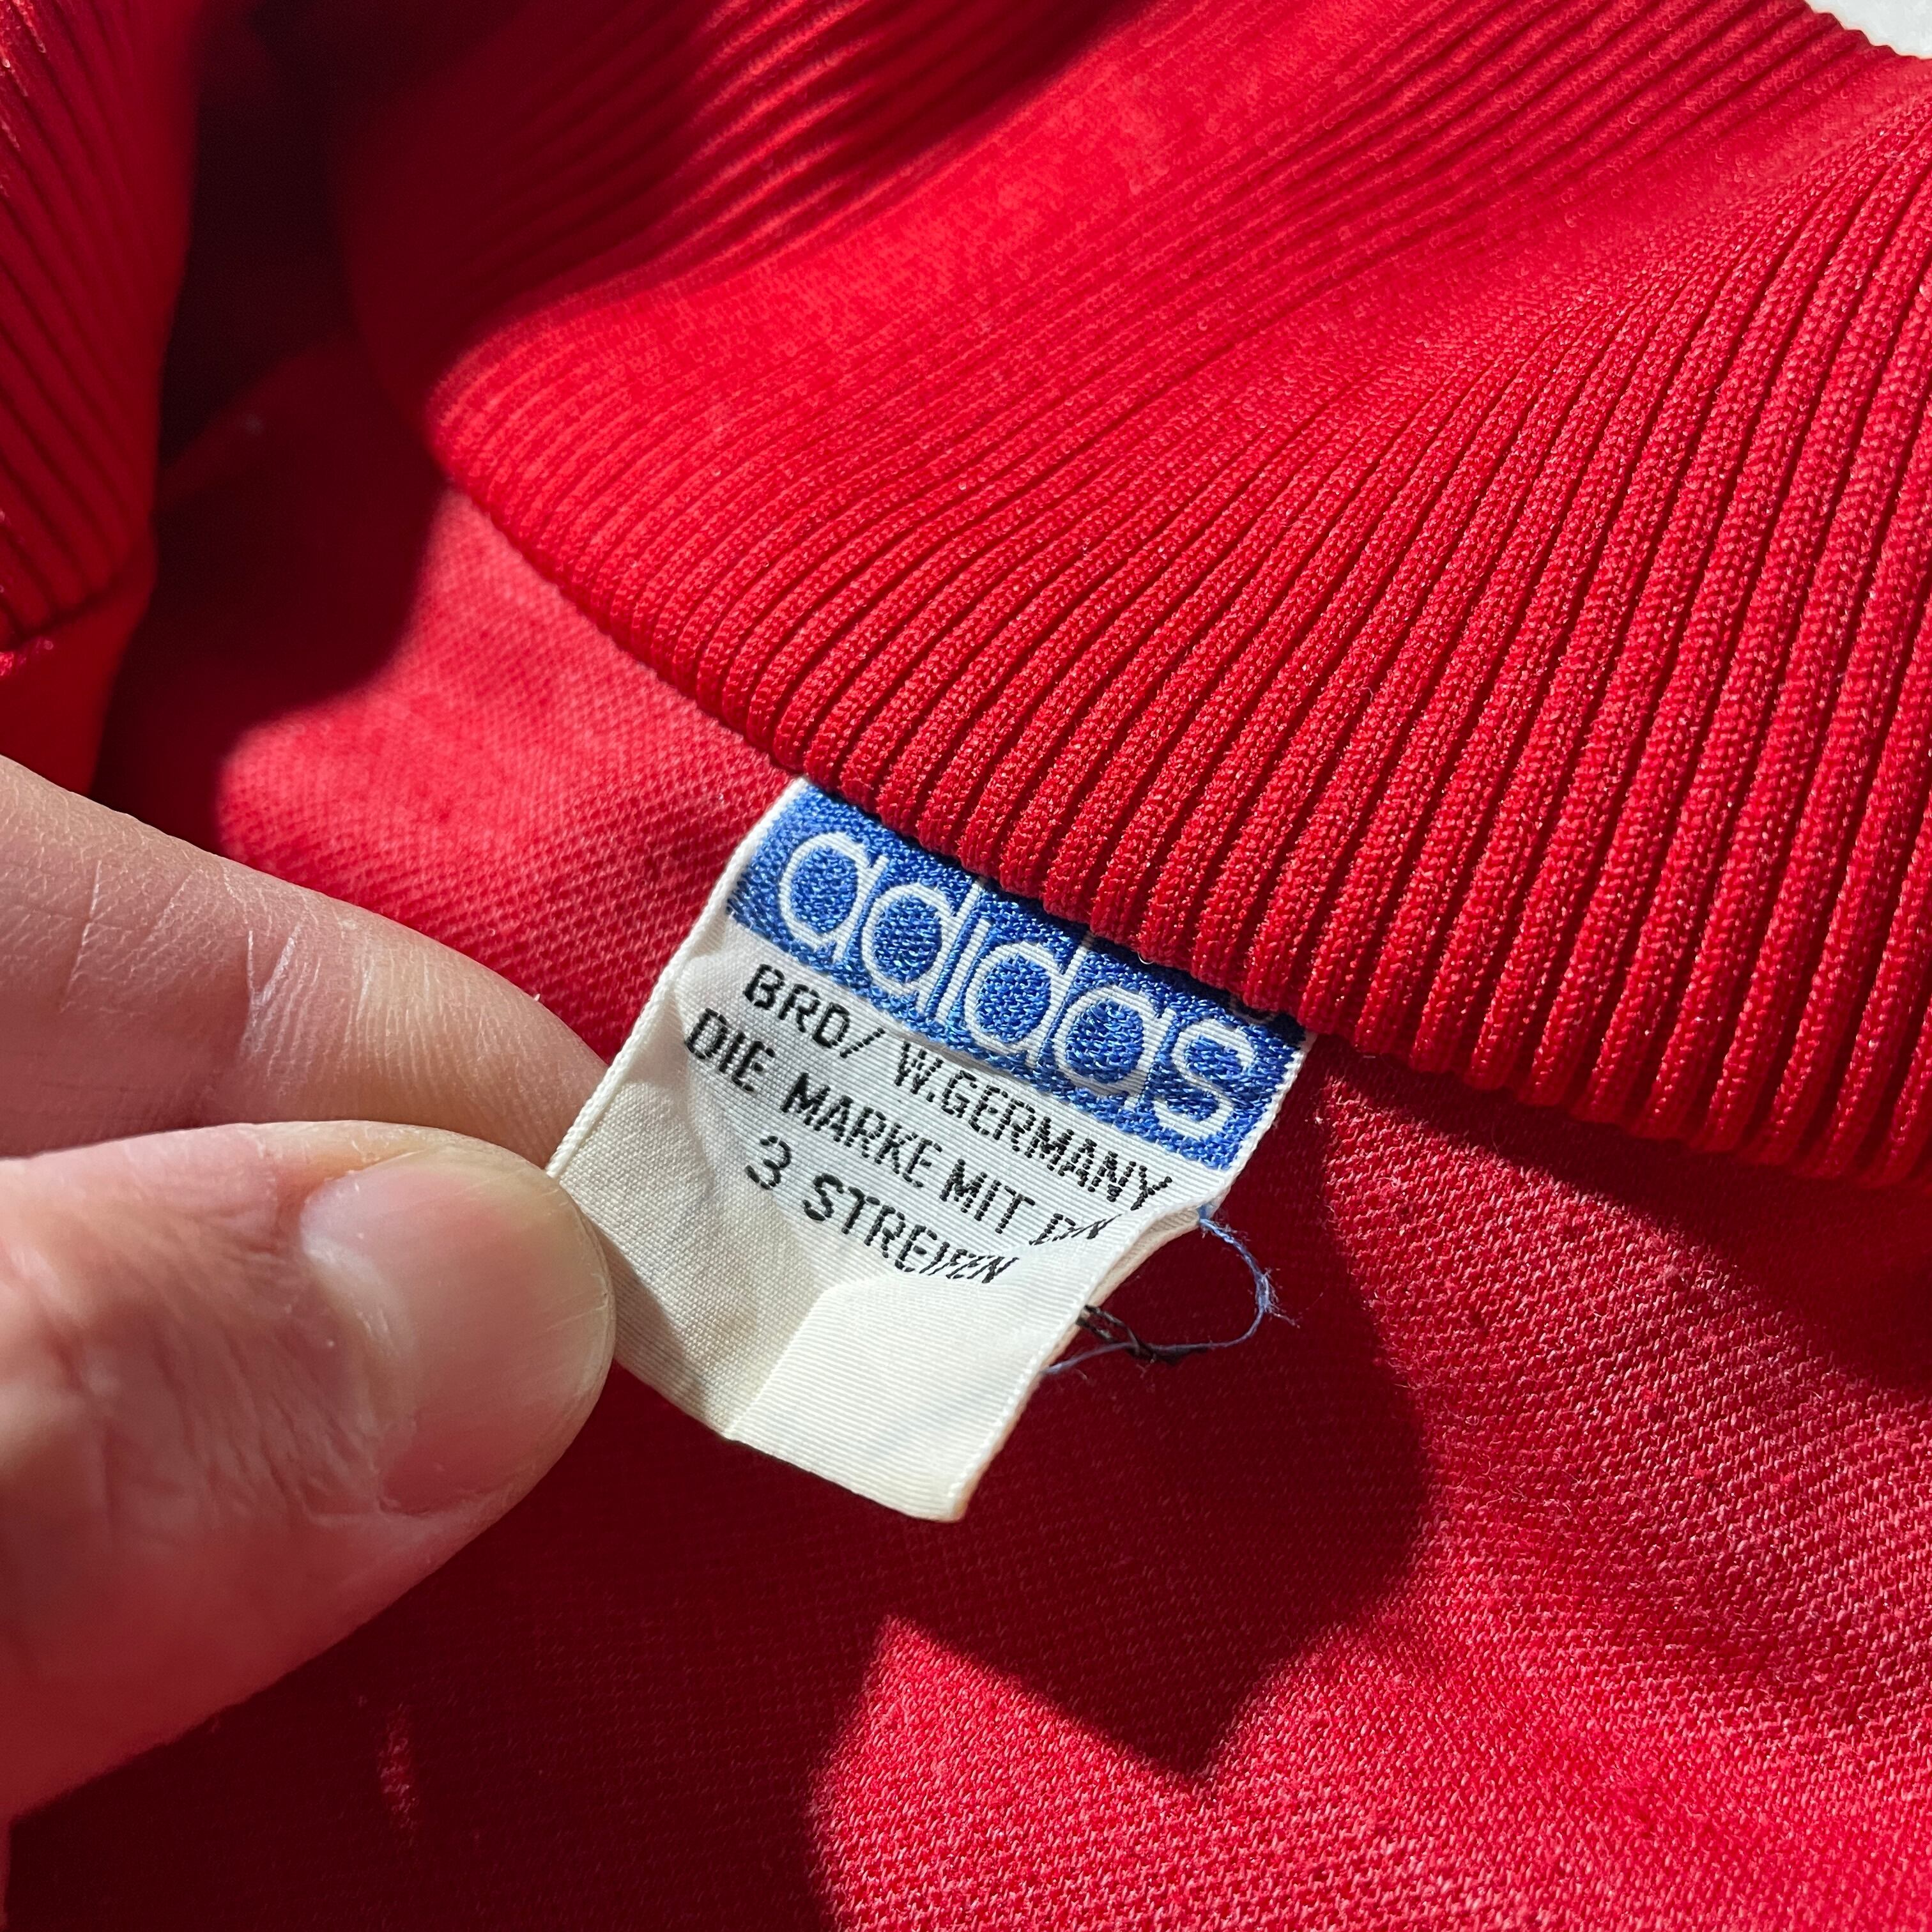 adidas
BRD/ W.GERMANY
DIE MARKE MIT DEN
3 STREIFEN